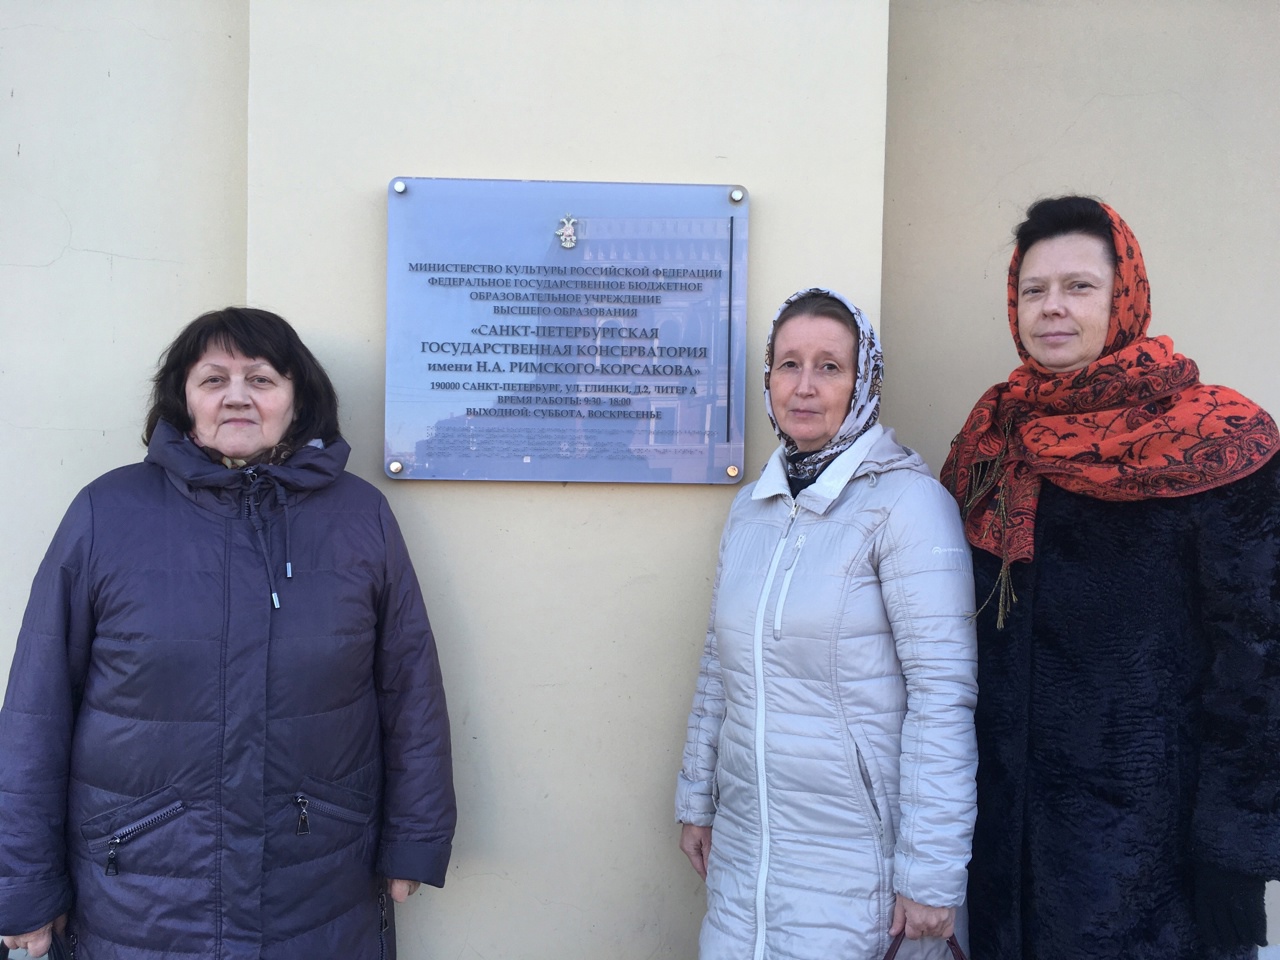 МИНИСТЕРСТВО КУЛЬТУРЫ РОССИЙСКОЙ ФЕДЕРАЦИИ
ФЕДЕРАЛЬНОЕ ГОСУДАРСТВЕННОЕ БЮДЖЕТНОЕ
ОБРАЗОВАТЕЛЬНОЕ УЧРЕЖДЕНИЕ
ВЫСШЕГО ОБРАЗОВАНИЯ
«САНКТ-ПЕТЕРБУРГСКАЯ
ГОСУДАРСТВЕННАЯ КОНСЕРВАТОРИЯ
имени Н.А. РИМСКОГО-КОРСАКОВА»
190000 САНКТ-ПЕТЕРБУРГ, УЛ. ГЛИНКИ, Д.2, ЛИТЕР А
ВРЕМЯ РАБОТЫ: 9:30 - 18:00
ВЫХОДНОЙ: СУББОТА, ВОСКРЕСЕНЬЕ